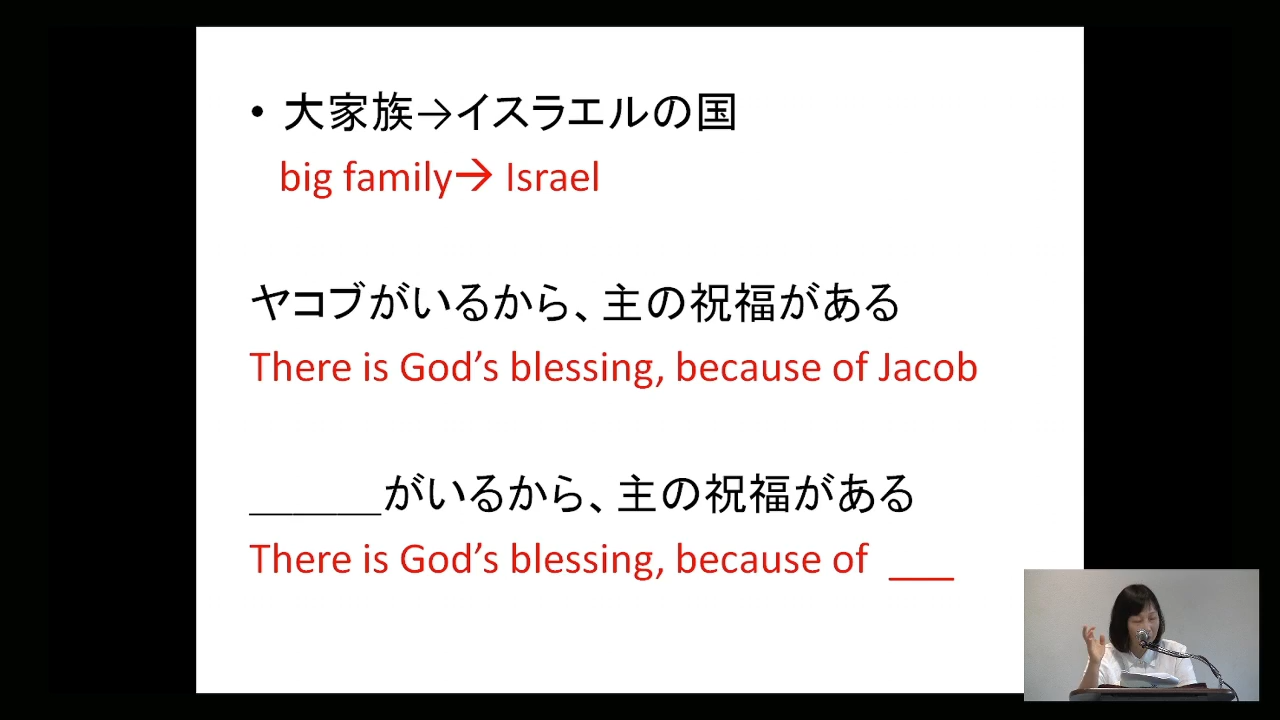 • 大家族→イスラエルの国
big family→ Israel
ヤコブがいるから、主の祝福がある
There is God’s blessing, because of Jacob
______がいるから、主の祝福がある
There is God’s blessing, because of ___